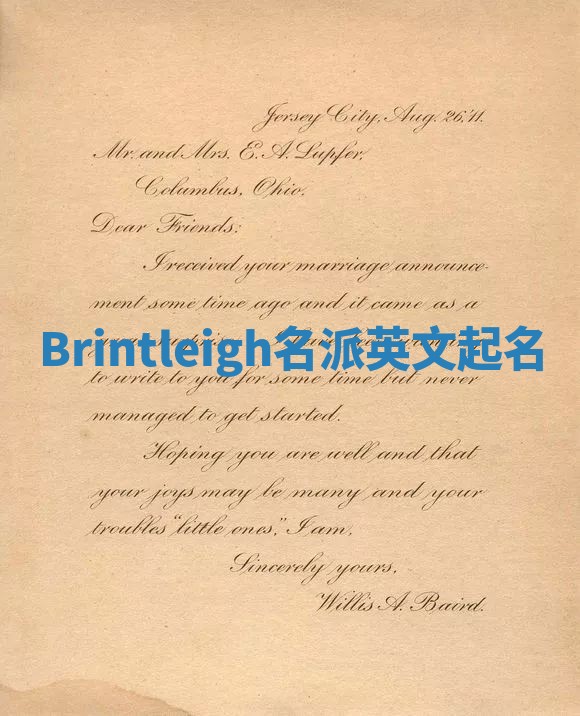 Jersey City, Aug. 26, '11.
Mr. and Mrs. E. A. Lupfer,
Columbus, Ohio.
Dear Friends:
I received your marriage announce-
ment some time ago and it came as a
Brintleigh名派英文起名
to write to you for some time but never
managed to get started.
Hoping you are well and that
your joys may be many and your
troubles "little ones," I am,
Sincerely yours,
Willis A. Baird.